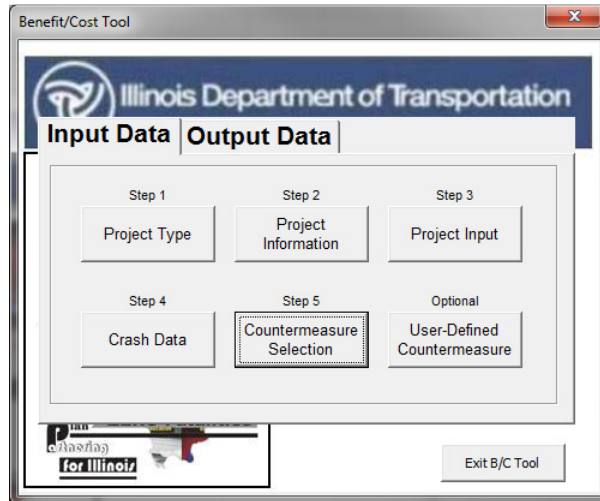 Benefit/Cost Tool
Illinois Department of Transportation
Input Data
Output Data
Step 1
Project Type
Step 2
Project
Information
Step 3
Project Input
Step 4
Crash Data
Step 5
Countermeasure
Selection
Optional
User-Defined
Countermeasure
for Illinois
Exit B/C Tool